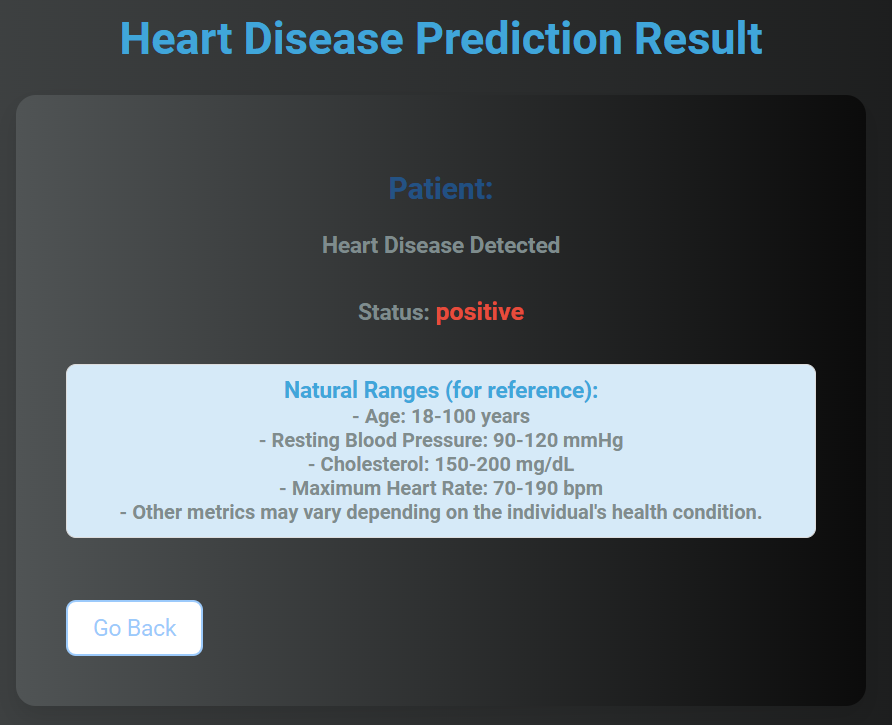 Heart Disease Prediction Result
Patient:
Heart Disease Detected
Status: positive
Natural Ranges (for reference):
- Age: 18-100 years
- Resting Blood Pressure: 90-120 mmHg
- Cholesterol: 150-200 mg/dL
- Maximum Heart Rate: 70-190 bpm
- Other metrics may vary depending on the individual's health condition.
Go Back